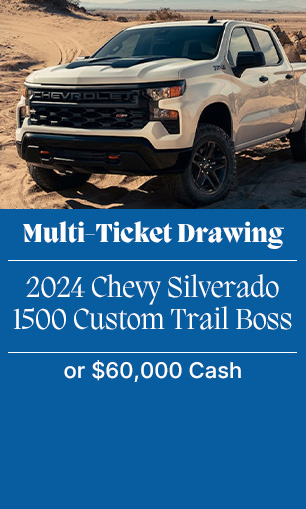 CHEVROLET
Multi-Ticket Drawing
2024 Chevy Silverado
1500 Custom Trail Boss
or $60,000 Cash